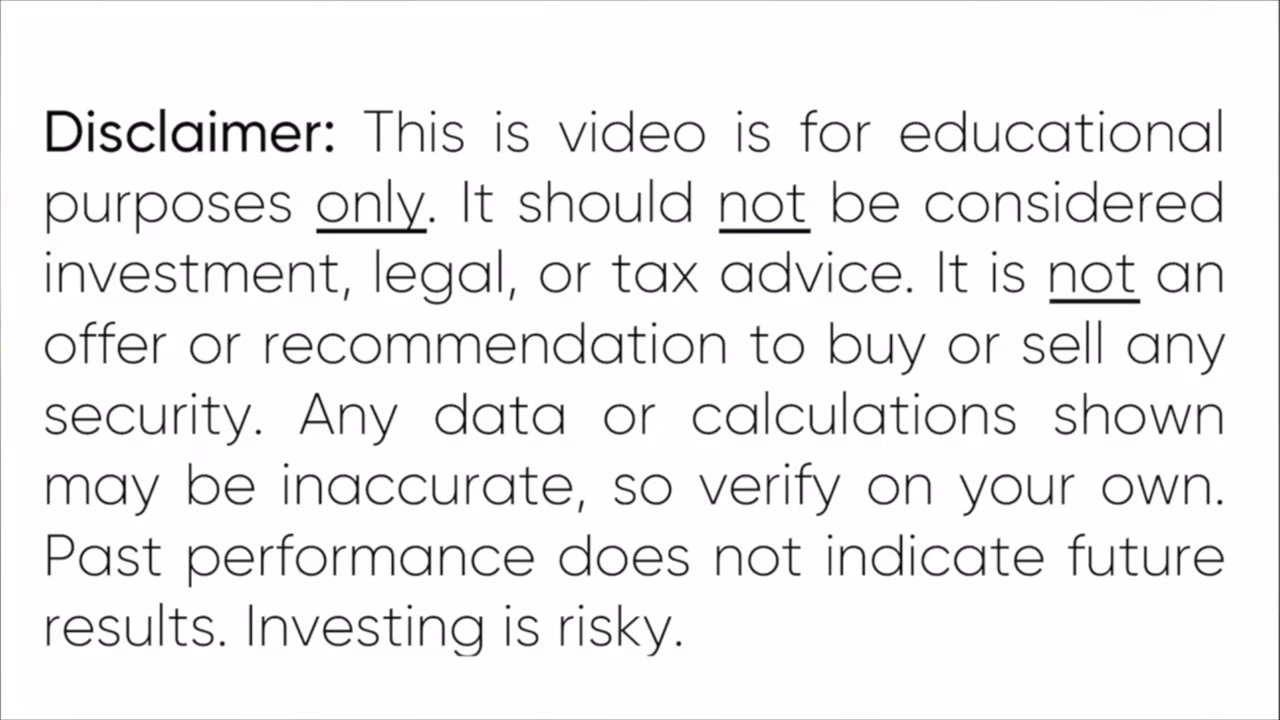 Disclaimer: This is video is for educational
purposes only. It should not be considered
investment, legal, or tax advice. It is not an
offer or recommendation to buy or sell any
security. Any data or calculations shown
may be inaccurate, so verify on your own.
Past performance does not indicate future
results. Investing is risky.